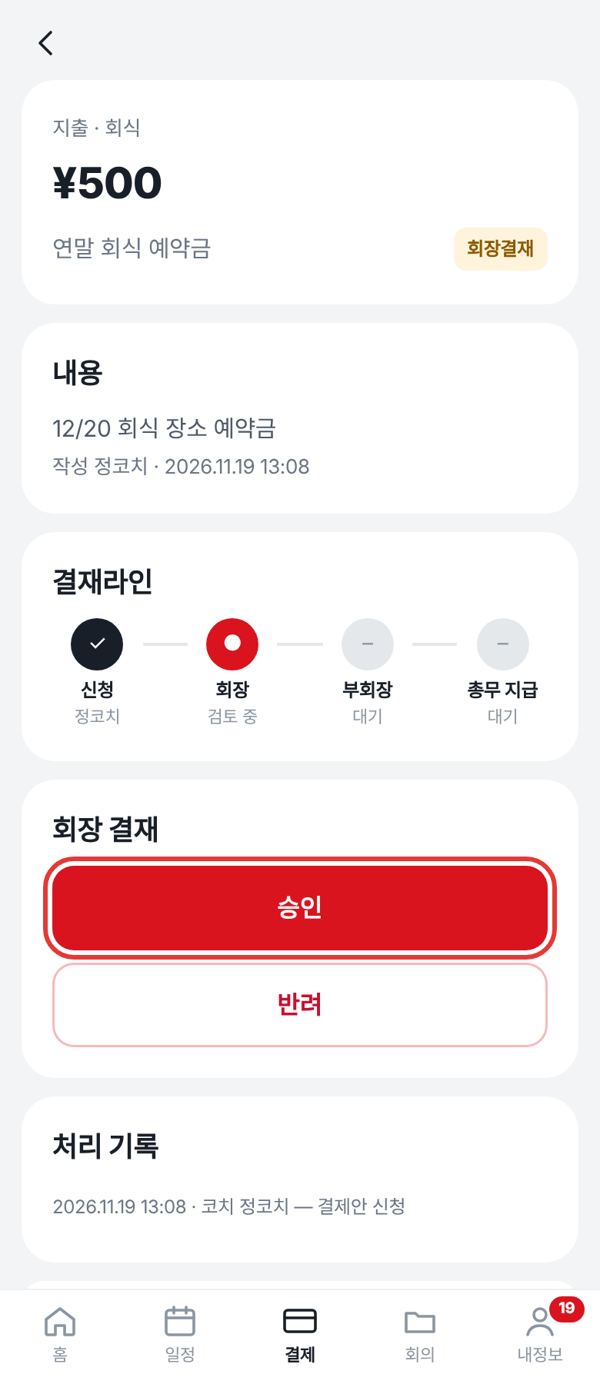 지출 · 회식
¥500
연말 회식 예약금
회장결재
내용
12/20 회식 장소 예약금
작성 정코치 · 2026.11.19 13:08
결재라인
신청 회장 부회장 총무 지급
정코치 검토 중 대기 대기
회장 결재
승인
반려
처리 기록
2026.11.19 13:08 · 코치 정코치 — 결제안 신청
19
홈 일정 결제 회의 내정보